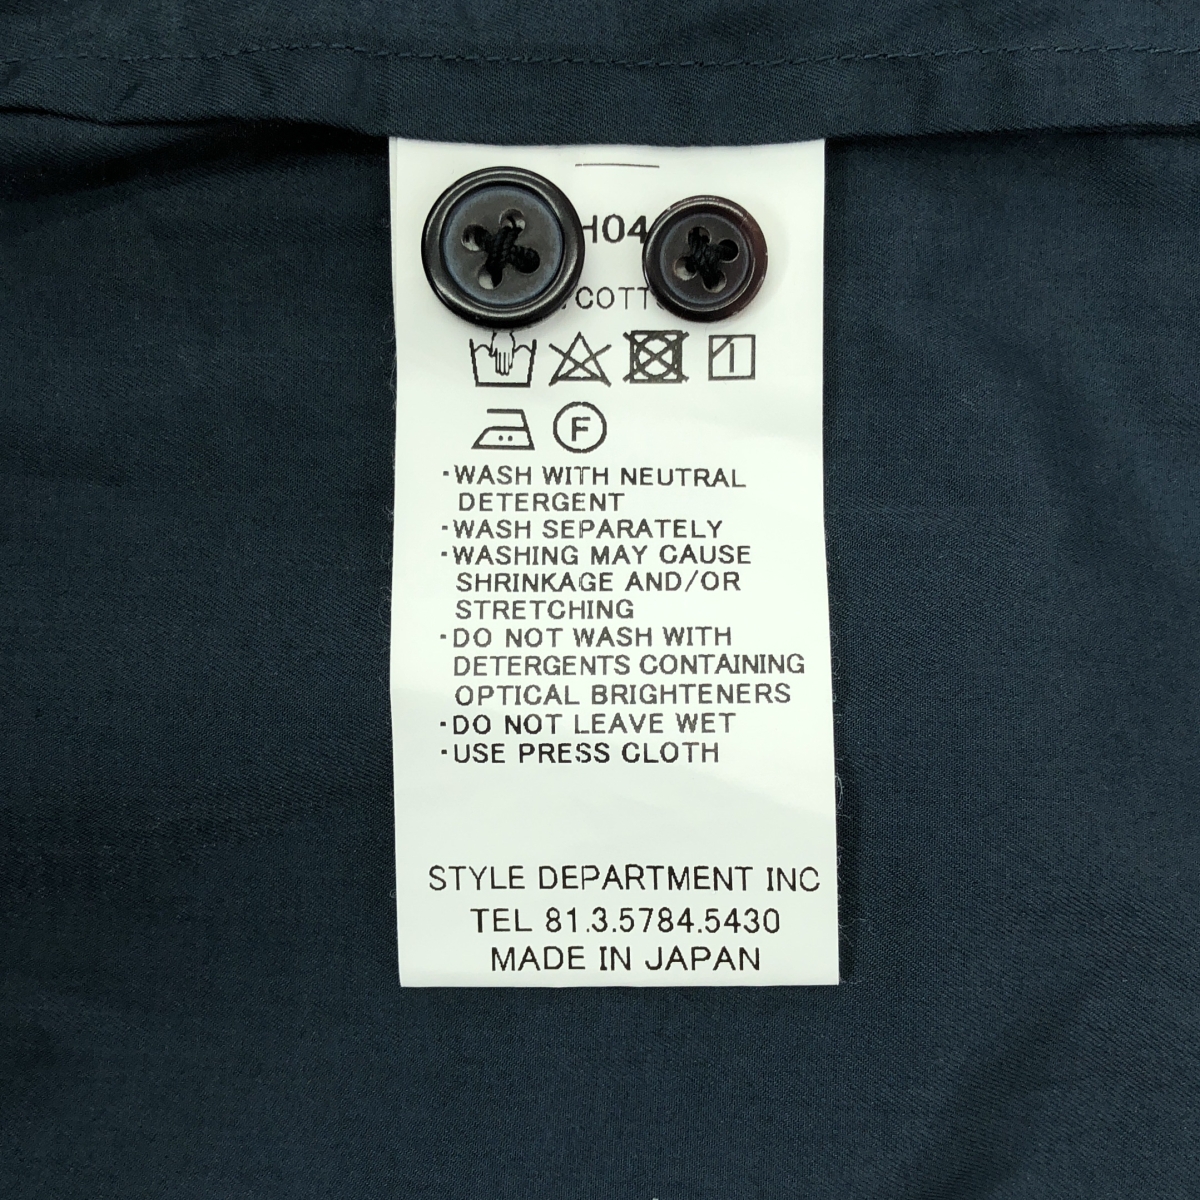 F
·WASH WITH NEUTRAL
DETERGENT
·WASH SEPARATELY
·WASHING MAY CAUSE
SHRINKAGE AND/OR
STRETCHING
·DO NOT WASH WITH
DETERGENTS CONTAINING
OPTICAL BRIGHTENERS
·DO NOT LEAVE WET
·USE PRESS CLOTH
STYLE DEPARTMENT INC
TEL 81.3.5784.5430
MADE IN JAPAN